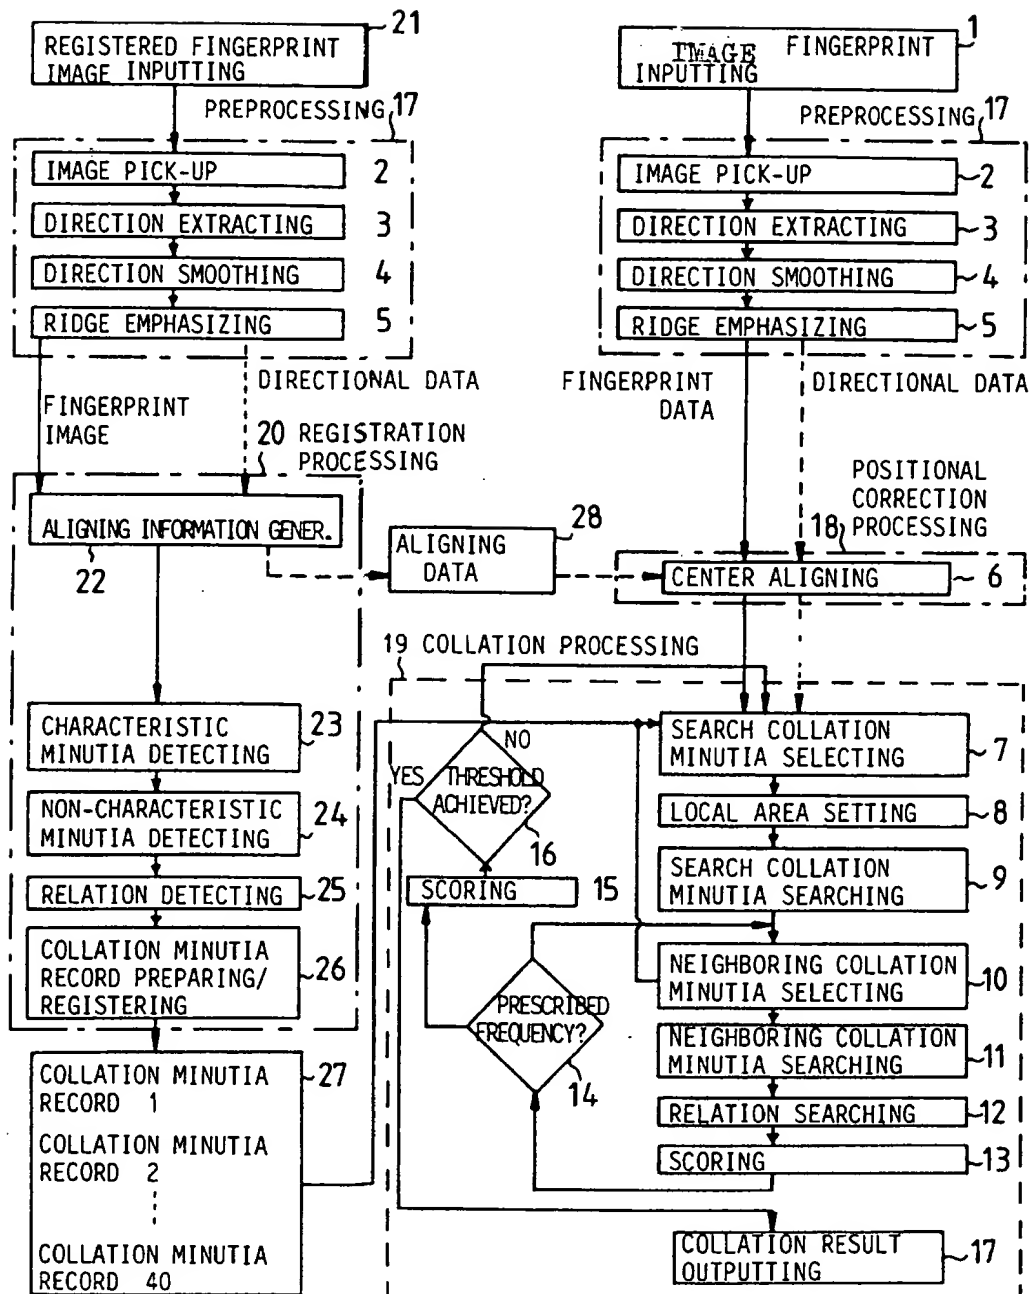 21
REGISTERED FINGERPRINT
IMAGE INPUTTING
PREPROCESSING
17
IMAGE PICK-UP 2
DIRECTION EXTRACTING 3
DIRECTION SMOOTHING 4
RIDGE EMPHASIZING 5
DIRECTIONAL DATA
FINGERPRINT
IMAGE
20 REGISTRATION
PROCESSING
ALIGNING INFORMATION GENER.
22
28
ALIGNING
DATA
CHARACTERISTIC
MINUTIA DETECTING
23
NON-CHARACTERISTIC
MINUTIA DETECTING
24
RELATION DETECTING
25
COLLATION MINUTIA
RECORD PREPARING/
REGISTERING
26
COLLATION MINUTIA
RECORD 1
27
COLLATION MINUTIA
RECORD 2
COLLATION MINUTIA
RECORD 40
1
IMAGE FINGERPRINT
INPUTTING
PREPROCESSING
17
IMAGE PICK-UP 2
DIRECTION EXTRACTING 3
DIRECTION SMOOTHING 4
RIDGE EMPHASIZING 5
FINGERPRINT
DATA
DIRECTIONAL DATA
POSITIONAL
CORRECTION
PROCESSING
18
CENTER ALIGNING 6
19 COLLATION PROCESSING
SEARCH COLLATION
MINUTIA SELECTING
7
LOCAL AREA SETTING 8
SEARCH COLLATION
MINUTIA SEARCHING
9
NEIGHBORING COLLATION
MINUTIA SELECTING
10
NEIGHBORING COLLATION
MINUTIA SEARCHING
11
RELATION SEARCHING 12
SCORING 13
PRESCRIBED
FREQUENCY?
14
SCORING 15
NO
YES
THRESHOLD
ACHIEVED?
16
COLLATION RESULT
OUTPUTTING
17